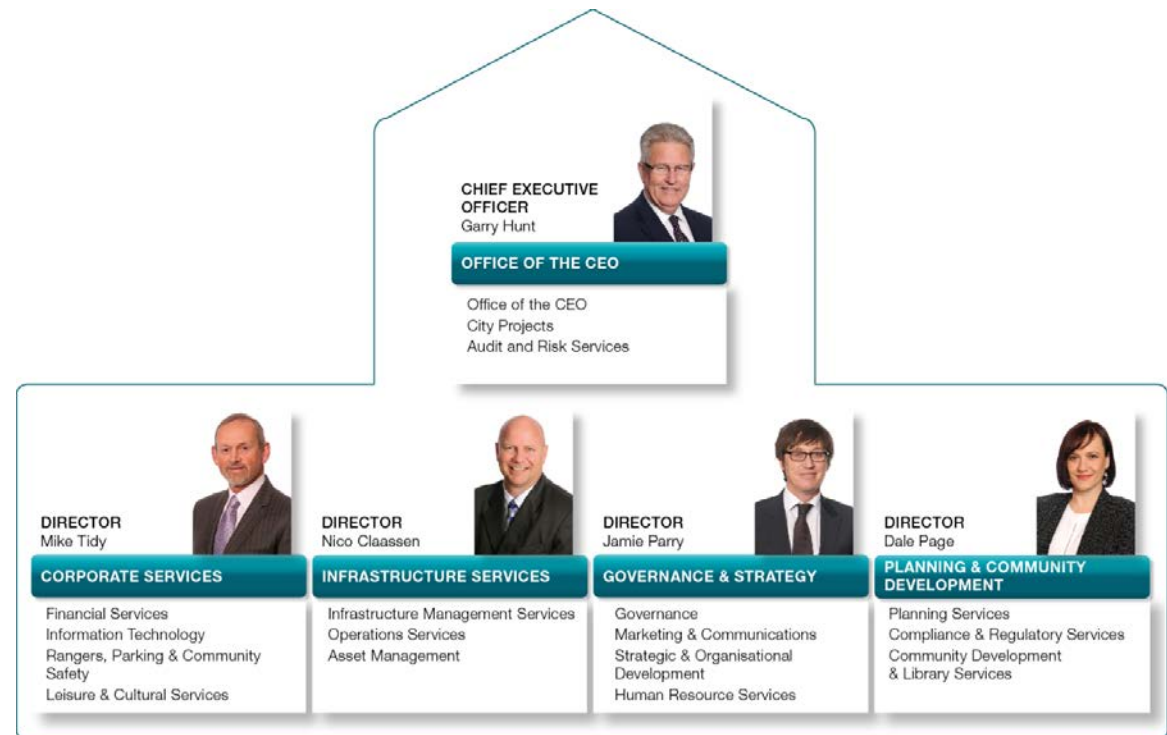 CHIEF EXECUTIVE
OFFICER
Garry Hunt
OFFICE OF THE CEO
Office of the CEO
City Projects
Audit and Risk Services
DIRECTOR
Mike Tidy
CORPORATE SERVICES
Financial Services
Information Technology
Rangers, Parking & Community
Safety
Leisure & Cultural Services
DIRECTOR
Nico Claassen
INFRASTRUCTURE SERVICES
Infrastructure Management Services
Operations Services
Asset Management
DIRECTOR
Jamie Parry
GOVERNANCE & STRATEGY
Governance
Marketing & Communications
Strategic & Organisational
Development
Human Resource Services
DIRECTOR
Dale Page
PLANNING & COMMUNITY
DEVELOPMENT
Planning Services
Compliance & Regulatory Services
Community Development
& Library Services